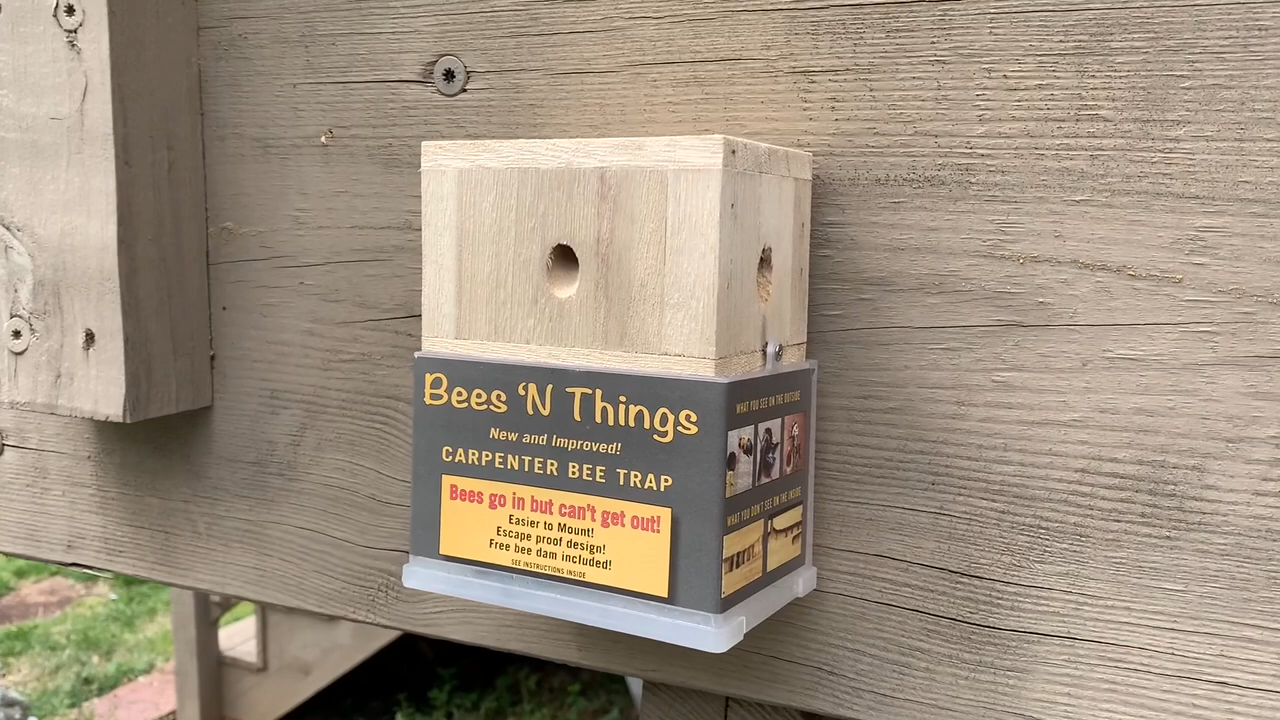 Bees 'N Things
New and Improved!
CARPENTER BEE TRAP
Bees go in but can't get out!
Easier to Mount!
Escape proof design!
Free bee dam included!
SEE INSTRUCTIONS INSIDE
WHAT YOU SEE ON THE OUTSIDE
WHAT YOU DON'T SEE ON THE INSIDE